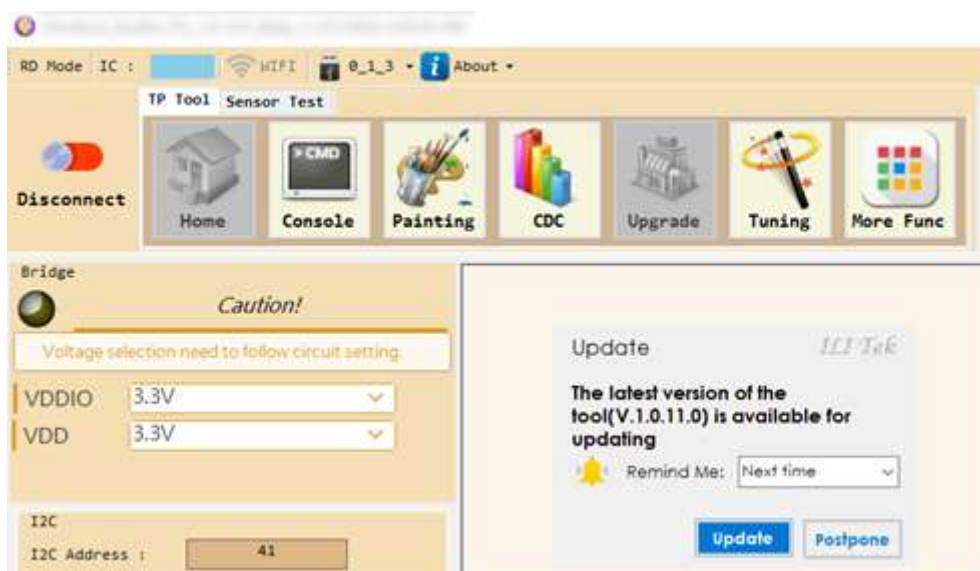 RD Mode IC : WIFI 0_1_3 About
TP Tool Sensor Test
Disconnect
> CMD
Home Console Painting CDC Upgrade Tuning More Func
Bridge
Caution!
Voltage selection need to follow circuit setting.
VDDIO 3.3V
VDD 3.3V
I2C
I2C Address : 41
Update ILI Tek
The latest version of the
tool(V.1.0.11.0) is available for
updating
Remind Me: Next time
Update Postpone